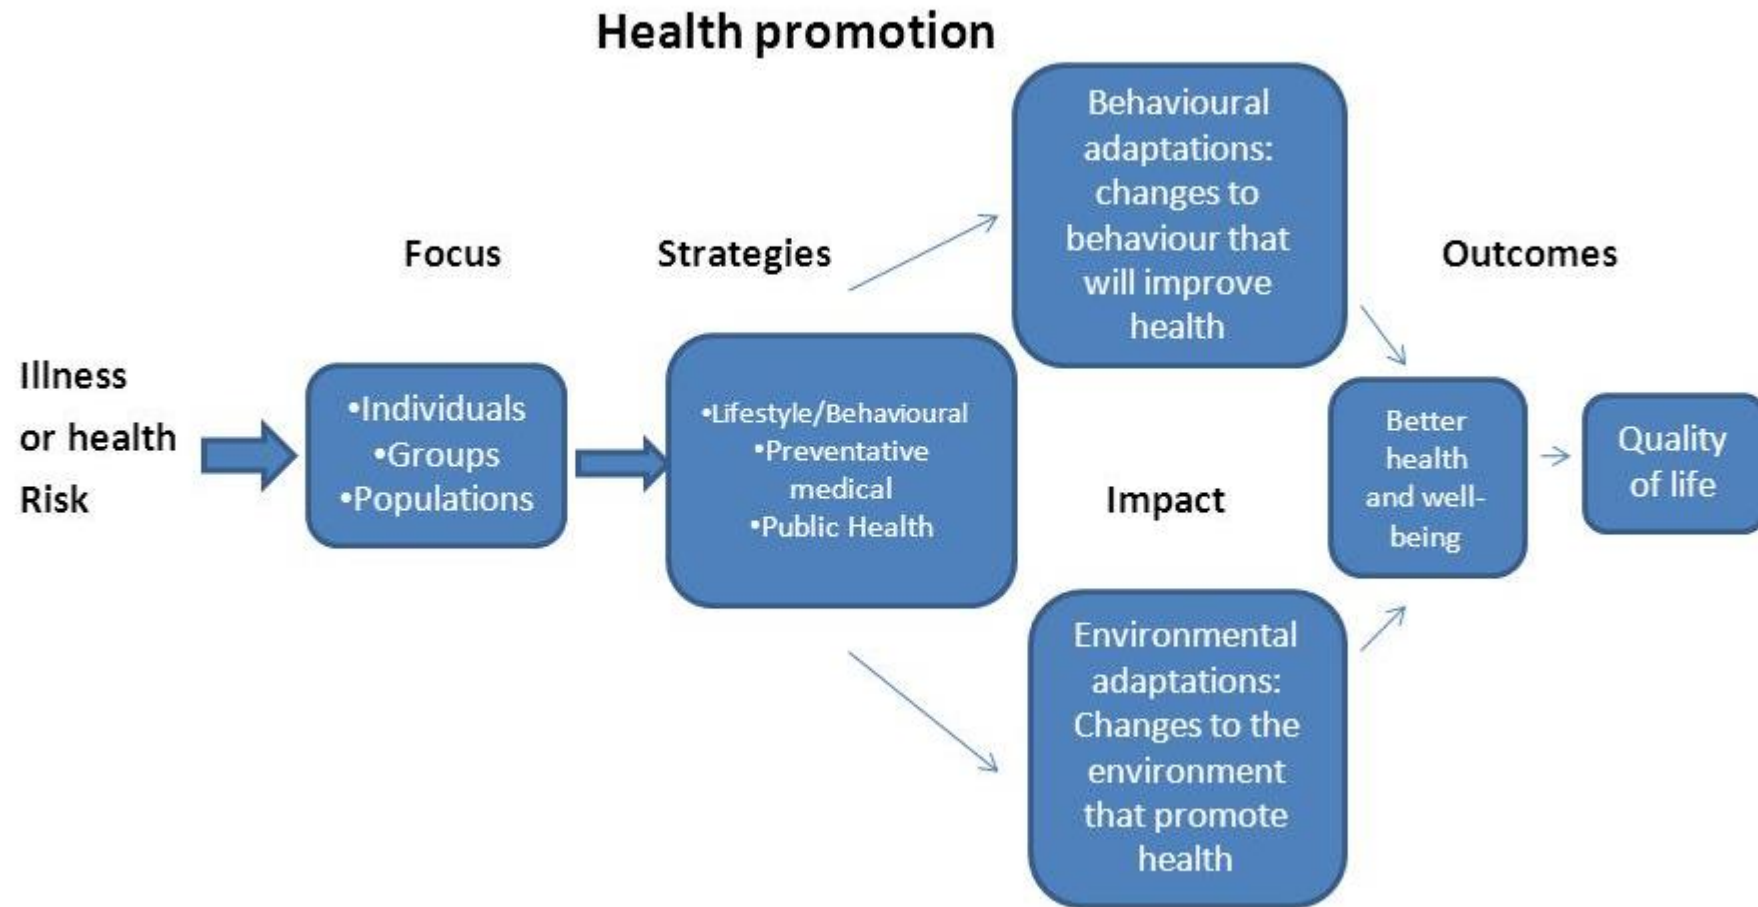 Health promotion
Focus
Strategies
Outcomes
Impact
Illness
or health
Risk
•Individuals
•Groups
•Populations
•Lifestyle/Behavioural
•Preventative
medical
•Public Health
Behavioural
adaptations:
changes to
behaviour that
will improve
health
Environmental
adaptations:
Changes to the
environment
that promote
health
Better
health
and well-
being
Quality
of life